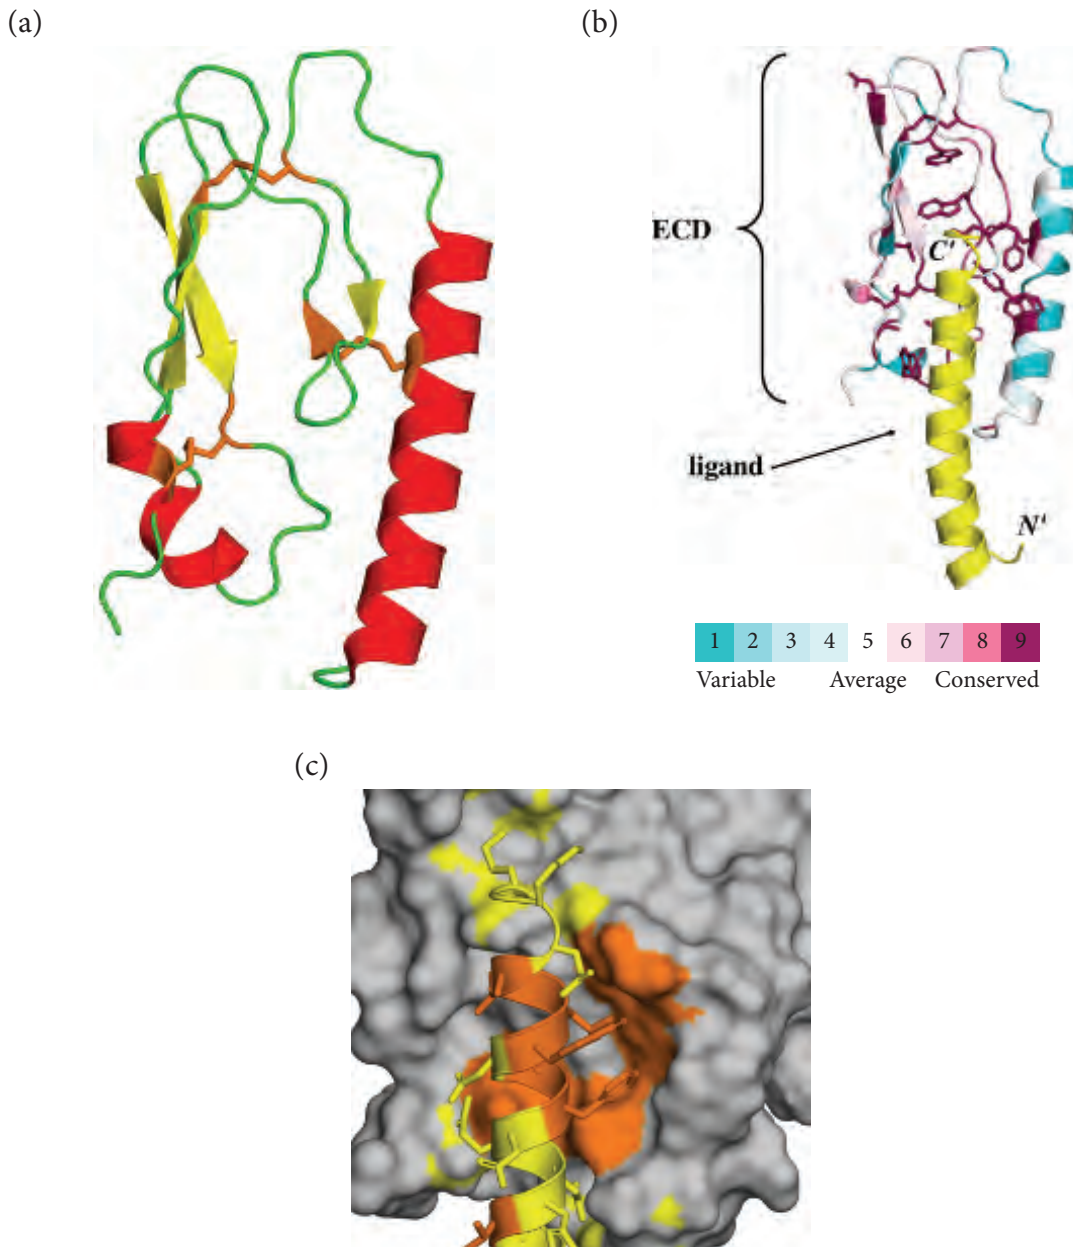 (a)
(b)
ECD
C'
ligand
N'
1 2 3 4 5 6 7 8 9
Variable Average Conserved
(c)